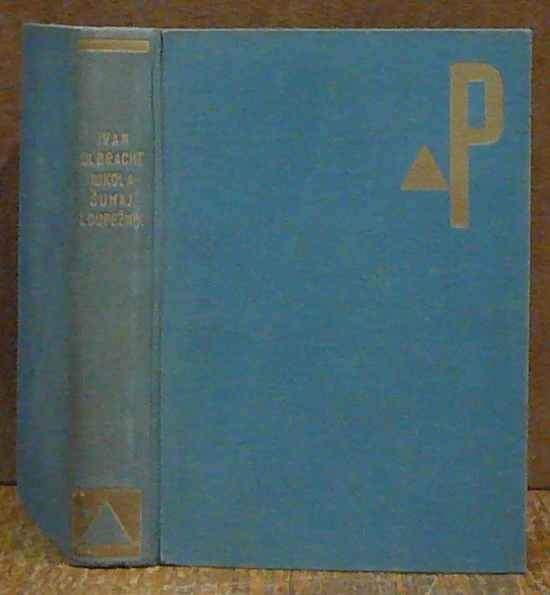 IVAN
OLBRACHT
NIKOLA
ŠUHAJ
LOUPEŽNÍK
P